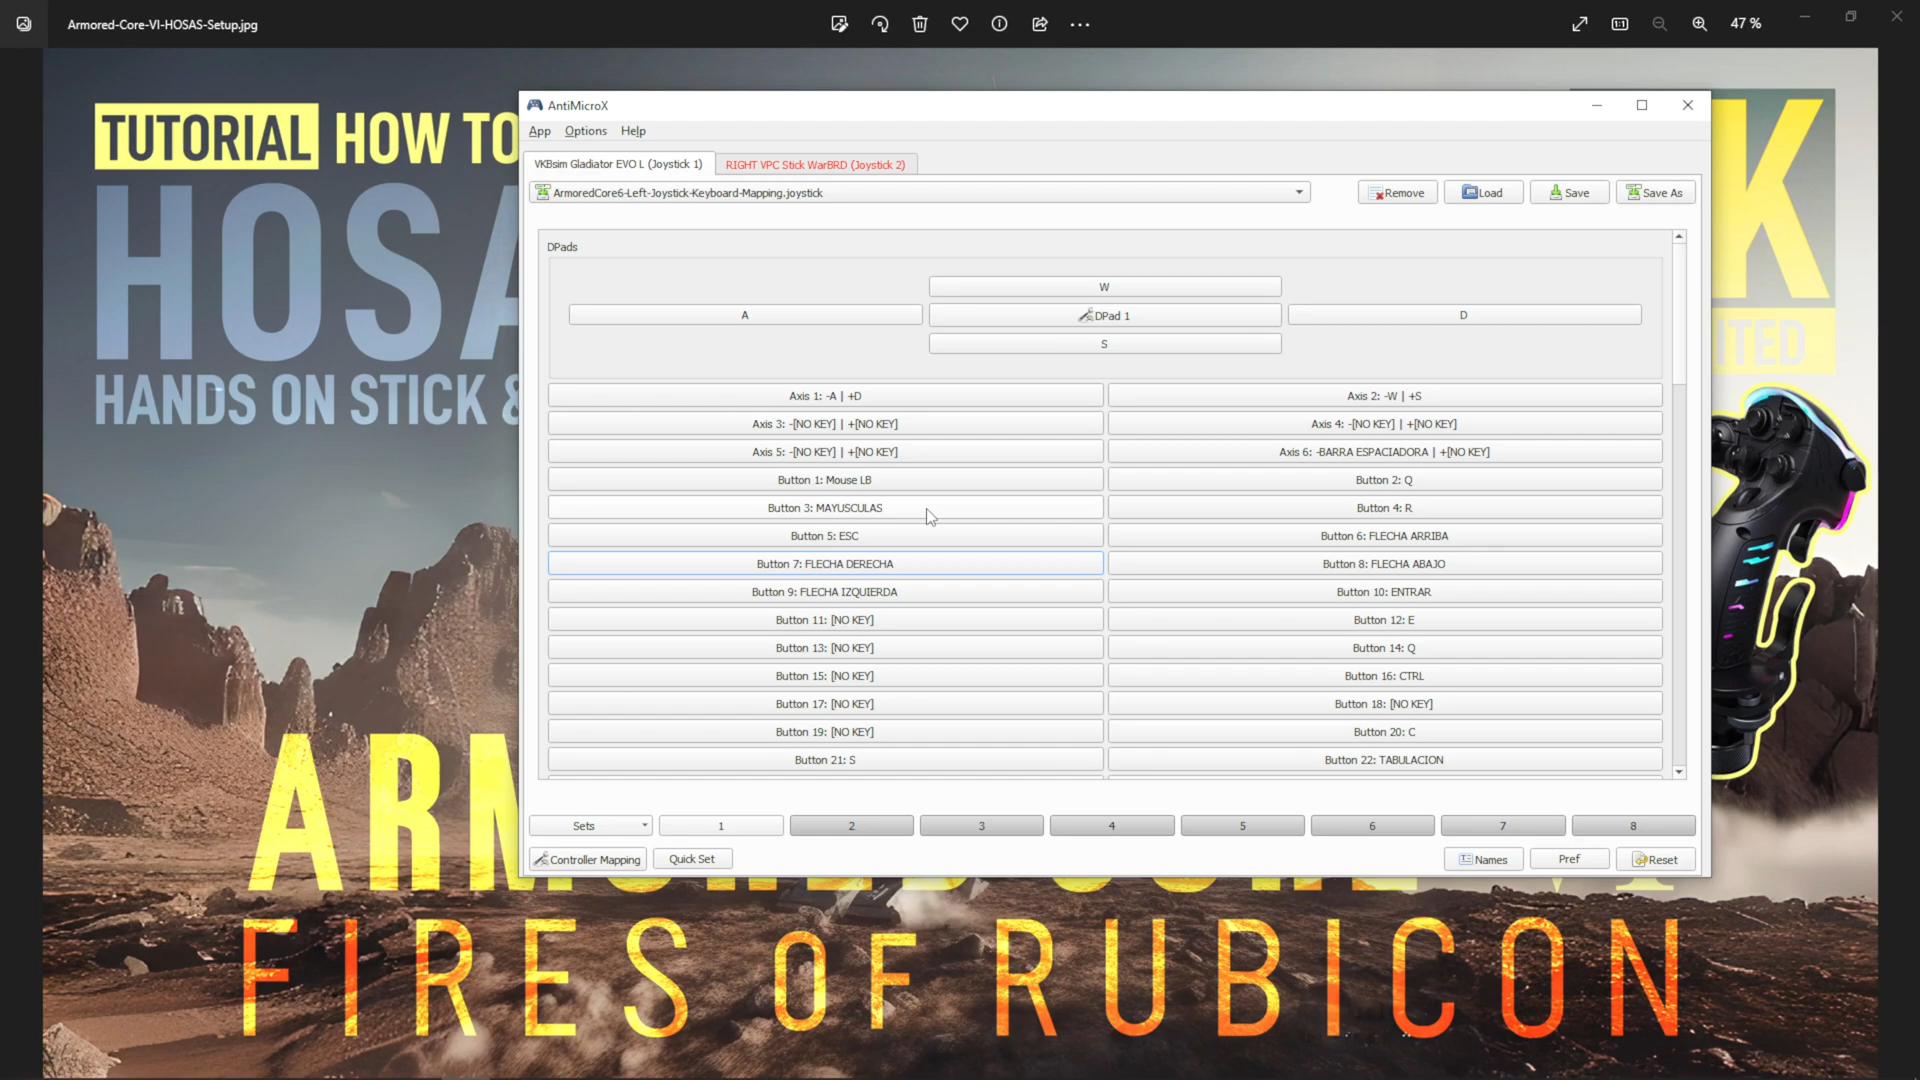 Armored-Core-VI-HOSAS-Setup.jpg
47 %
TUTORIAL HOW TO
HOSA
HANDS ON STICK &
K
ITED
AntiMicroX
App Options Help
VKBsim Gladiator EVO L (Joystick 1) RIGHT VPC Stick WarBRD (Joystick 2)
ArmoredCore6-Left-Joystick-Keyboard-Mapping.joystick Remove Load Save Save As
DPads
W
A DPad 1 D
S
Axis 1: -A | +D Axis 2: -W | +S
Axis 3: -[NO KEY] | +[NO KEY] Axis 4: -[NO KEY] | +[NO KEY]
Axis 5: -[NO KEY] | +[NO KEY] Axis 6: -BARRA ESPACIADORA | +[NO KEY]
Button 1: Mouse LB Button 2: Q
Button 3: MAYUSCULAS Button 4: R
Button 5: ESC Button 6: FLECHA ARRIBA
Button 7: FLECHA DERECHA Button 8: FLECHA ABAJO
Button 9: FLECHA IZQUIERDA Button 10: ENTRAR
Button 11: [NO KEY] Button 12: E
Button 13: [NO KEY] Button 14: Q
Button 15: [NO KEY] Button 16: CTRL
Button 17: [NO KEY] Button 18: [NO KEY]
Button 19: [NO KEY] Button 20: C
Button 21: S Button 22: TABULACION
Sets 1 2 3 4 5 6 7 8
Controller Mapping Quick Set Names Pref Reset
FIRES OF RUBICON